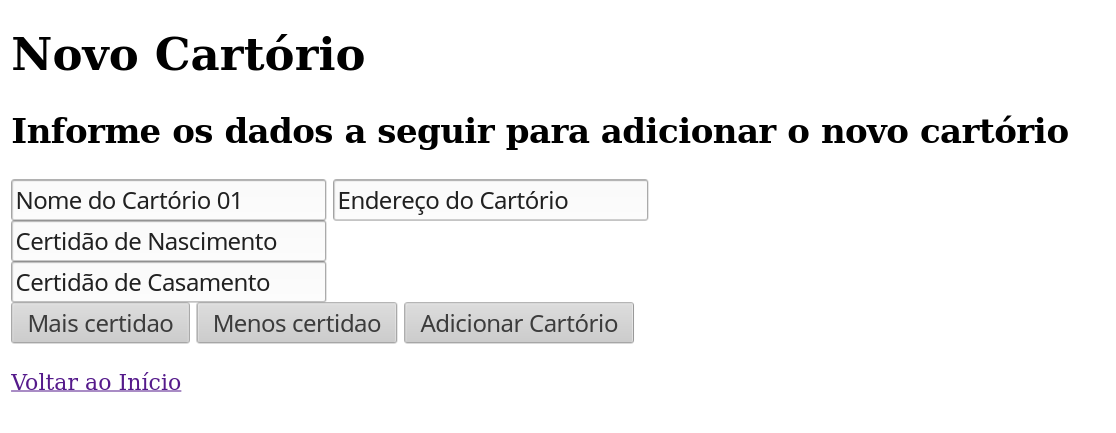 Novo Cartório
Informe os dados a seguir para adicionar o novo cartório
Nome do Cartório 01 Endereço do Cartório
Certidão de Nascimento
Certidão de Casamento
Mais certidao Menos certidao Adicionar Cartório
Voltar ao Início